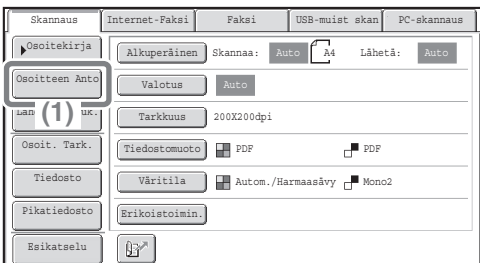 Skannaus Internet-Faksi Faksi USB-muist skan PC-skannaus
Osoitekirja Alkuperäinen Skannaa: Auto A4 Lähetä: Auto
Osoitteen Anto Valotus Auto
(1) Tarkkuus 200X200dpi
Osoit. Tark. Tiedostomuoto PDF PDF
Tiedosto Väritila Autom./Harmaasävy Mono2
Pikatiedosto Erikoistoimin.
Esikatselu